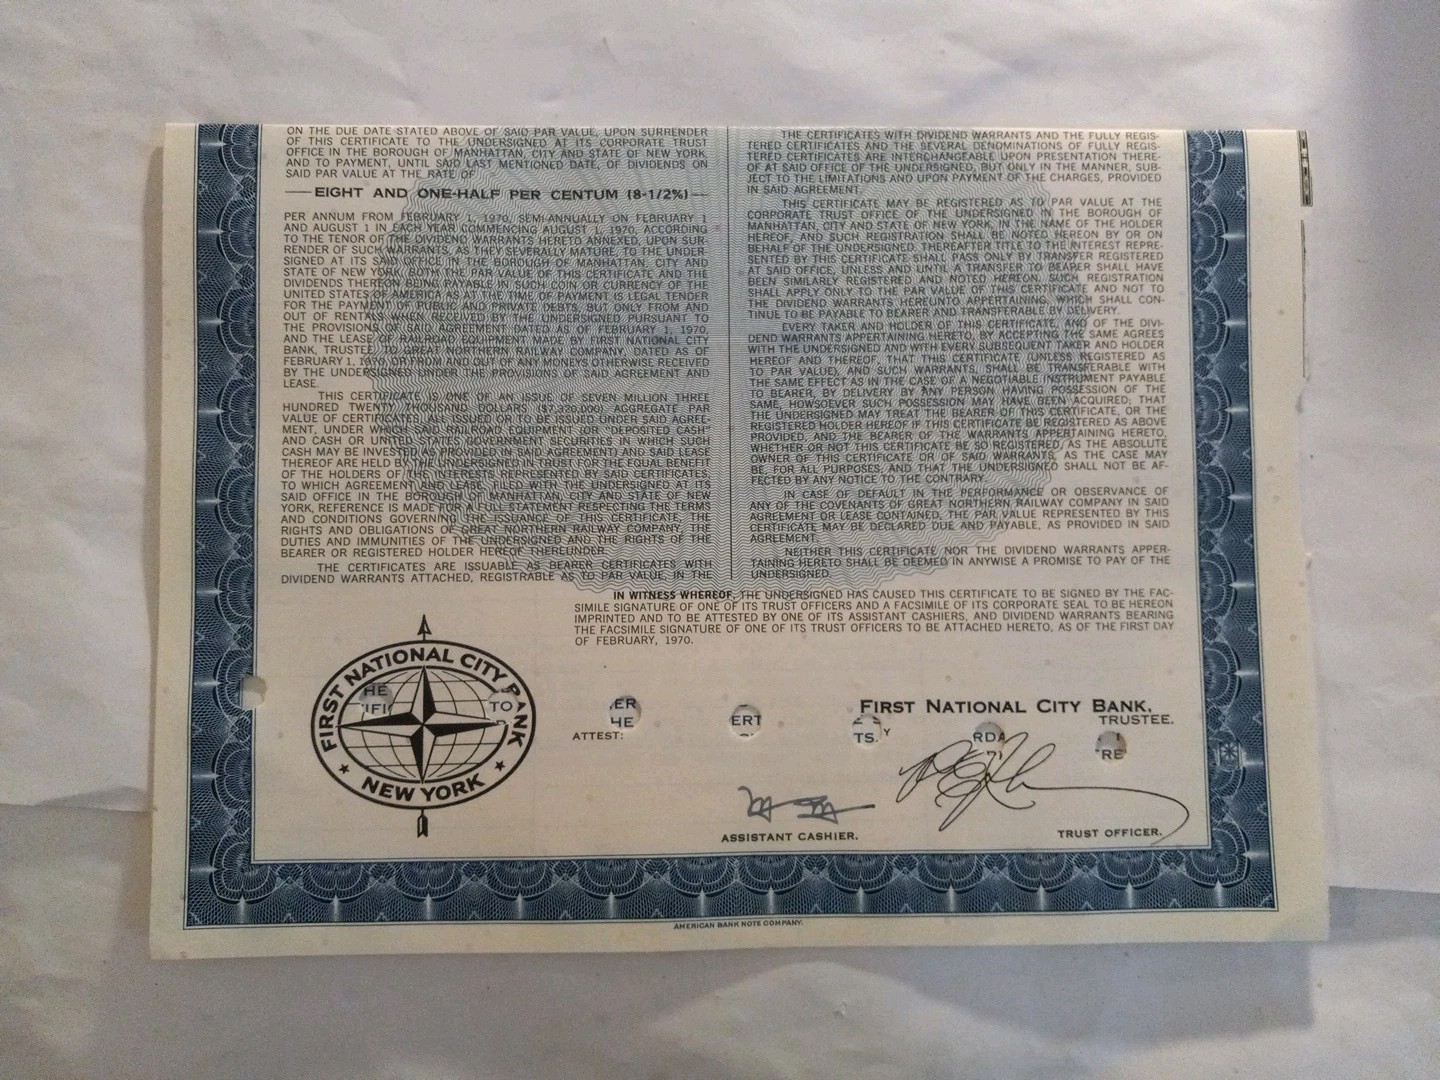 ON THE DUE DATE STATED ABOVE OF SAID PAR VALUE, UPON SURRENDER
OF THIS CERTIFICATE TO THE UNDERSIGNED AT ITS CORPORATE TRUST
OFFICE IN THE BOROUGH OF MANHATTAN, CITY AND STATE OF NEW YORK,
AND TO PAYMENT, UNTIL SAID LAST MENTIONED DATE, OF DIVIDENDS ON
SAID PAR VALUE AT THE RATE OF
EIGHT AND ONE-HALF PER CENTUM (8-1/2%)
PER ANNUM FROM FEBRUARY 1, 1970, SEMI-ANNUALLY ON FEBRUARY 1
AND AUGUST 1 IN EACH YEAR COMMENCING AUGUST 1, 1970, ACCORDING
TO THE TENOR OF THE DIVIDEND WARRANTS HERETO ANNEXED, UPON SUR-
RENDER OF SUCH WARRANTS, AS THEY SEVERALLY MATURE, TO THE UNDER-
SIGNED AT ITS SAID OFFICE IN THE BOROUGH OF MANHATTAN, CITY AND
STATE OF NEW YORK, BOTH THE PAR VALUE OF THIS CERTIFICATE AND THE
DIVIDENDS THEREON BEING PAYABLE IN SUCH COIN OR CURRENCY OF THE
UNITED STATES OF AMERICA AS AT THE TIME OF PAYMENT IS LEGAL TENDER
FOR THE PAYMENT OF PUBLIC AND PRIVATE DEBTS, BUT ONLY FROM AND
OUT OF RENTALS WHEN RECEIVED BY THE UNDERSIGNED PURSUANT TO
THE PROVISIONS OF SAID AGREEMENT DATED AS OF FEBRUARY 1, 1970,
AND THE LEASE OF RAILROAD EQUIPMENT MADE BY FIRST NATIONAL CITY
BANK, TRUSTEE, TO GREAT NORTHERN RAILWAY COMPANY, DATED AS OF
FEBRUARY 1, 1970, OR FROM AND OUT OF ANY MONEYS OTHERWISE RECEIVED
BY THE UNDERSIGNED UNDER THE PROVISIONS OF SAID AGREEMENT AND
LEASE.
THIS CERTIFICATE IS ONE OF AN ISSUE OF SEVEN MILLION THREE
HUNDRED TWENTY THOUSAND DOLLARS ($7,320,000) AGGREGATE PAR
VALUE OF CERTIFICATES, ALL ISSUED OR TO BE ISSUED UNDER SAID AGREE-
MENT, UNDER WHICH SAID RAILROAD EQUIPMENT (OR "DEPOSITED CASH"
AND CASH OR UNITED STATES GOVERNMENT SECURITIES IN WHICH SUCH
CASH MAY BE INVESTED AS PROVIDED IN SAID AGREEMENT) AND SAID LEASE
THEREOF ARE HELD BY THE UNDERSIGNED IN TRUST FOR THE EQUAL BENEFIT
OF THE HOLDERS OF THE INTERESTS REPRESENTED BY SAID CERTIFICATES,
TO WHICH AGREEMENT AND LEASE, FILED WITH THE UNDERSIGNED AT ITS
SAID OFFICE IN THE BOROUGH OF MANHATTAN, CITY AND STATE OF NEW
YORK, REFERENCE IS MADE FOR A FULL STATEMENT RESPECTING THE TERMS
AND CONDITIONS GOVERNING THE ISSUANCE OF THIS CERTIFICATE, THE
RIGHTS AND OBLIGATIONS OF GREAT NORTHERN RAILWAY COMPANY, THE
DUTIES AND IMMUNITIES OF THE UNDERSIGNED AND THE RIGHTS OF THE
BEARER OR REGISTERED HOLDER HEREOF THEREUNDER.
THE CERTIFICATES ARE ISSUABLE AS BEARER CERTIFICATES WITH
DIVIDEND WARRANTS ATTACHED, REGISTRABLE AS TO PAR VALUE, IN THE
THE CERTIFICATES WITH DIVIDEND WARRANTS AND THE FULLY REGIS-
TERED CERTIFICATES AND THE SEVERAL DENOMINATIONS OF FULLY REGIS-
TERED CERTIFICATES ARE INTERCHANGEABLE UPON PRESENTATION THERE-
OF AT SAID OFFICE OF THE UNDERSIGNED, BUT ONLY IN THE MANNER, SUB-
JECT TO THE LIMITATIONS AND UPON PAYMENT OF THE CHARGES, PROVIDED
IN SAID AGREEMENT.
THIS CERTIFICATE MAY BE REGISTERED AS TO PAR VALUE AT THE
CORPORATE TRUST OFFICE OF THE UNDERSIGNED IN THE BOROUGH OF
MANHATTAN, CITY AND STATE OF NEW YORK, IN THE NAME OF THE HOLDER
HEREOF, AND SUCH REGISTRATION SHALL BE NOTED HEREON BY OR ON
BEHALF OF THE UNDERSIGNED. THEREAFTER TITLE TO THE INTEREST REPRE-
SENTED BY THIS CERTIFICATE SHALL PASS ONLY BY TRANSFER REGISTERED
AT SAID OFFICE, UNLESS AND UNTIL A TRANSFER TO BEARER SHALL HAVE
BEEN SIMILARLY REGISTERED AND NOTED HEREON. SUCH REGISTRATION
SHALL APPLY ONLY TO THE PAR VALUE OF THIS CERTIFICATE AND NOT TO
THE DIVIDEND WARRANTS HEREUNTO APPERTAINING, WHICH SHALL CON-
TINUE TO BE PAYABLE TO BEARER AND TRANSFERABLE BY DELIVERY.
EVERY TAKER AND HOLDER OF THIS CERTIFICATE, AND OF THE DIVI-
DEND WARRANTS APPERTAINING HERETO, BY ACCEPTING THE SAME AGREES
WITH THE UNDERSIGNED AND WITH EVERY SUBSEQUENT TAKER AND HOLDER
HEREOF AND THEREOF, THAT THIS CERTIFICATE (UNLESS REGISTERED AS
TO PAR VALUE), AND SUCH WARRANTS, SHALL BE TRANSFERABLE WITH
THE SAME EFFECT AS IN THE CASE OF A NEGOTIABLE INSTRUMENT PAYABLE
TO BEARER, BY DELIVERY BY ANY PERSON HAVING POSSESSION OF THE
SAME, HOWSOEVER SUCH POSSESSION MAY HAVE BEEN ACQUIRED; THAT
THE UNDERSIGNED MAY TREAT THE BEARER OF THIS CERTIFICATE, OR THE
REGISTERED HOLDER HEREOF IF THIS CERTIFICATE BE REGISTERED AS ABOVE
PROVIDED, AND THE BEARER OF THE WARRANTS APPERTAINING HERETO,
WHETHER OR NOT THIS CERTIFICATE BE SO REGISTERED, AS THE ABSOLUTE
OWNER OF THIS CERTIFICATE OR OF SAID WARRANTS, AS THE CASE MAY
BE, FOR ALL PURPOSES, AND THAT THE UNDERSIGNED SHALL NOT BE AF-
FECTED BY ANY NOTICE TO THE CONTRARY.
IN CASE OF DEFAULT IN THE PERFORMANCE OR OBSERVANCE OF
ANY OF THE COVENANTS OF GREAT NORTHERN RAILWAY COMPANY IN SAID
AGREEMENT OR LEASE CONTAINED, THE PAR VALUE REPRESENTED BY THIS
CERTIFICATE MAY BE DECLARED DUE AND PAYABLE, AS PROVIDED IN SAID
AGREEMENT.
NEITHER THIS CERTIFICATE NOR THE DIVIDEND WARRANTS APPER-
TAINING HERETO SHALL BE DEEMED IN ANYWISE A PROMISE TO PAY OF THE
UNDERSIGNED.
IN WITNESS WHEREOF, THE UNDERSIGNED HAS CAUSED THIS CERTIFICATE TO BE SIGNED BY THE FAC-
SIMILE SIGNATURE OF ONE OF ITS TRUST OFFICERS AND A FACSIMILE OF ITS CORPORATE SEAL TO BE HEREON
IMPRINTED AND TO BE ATTESTED BY ONE OF ITS ASSISTANT CASHIERS, AND DIVIDEND WARRANTS BEARING
THE FACSIMILE SIGNATURE OF ONE OF ITS TRUST OFFICERS TO BE ATTACHED HERETO, AS OF THE FIRST DAY
OF FEBRUARY, 1970.
FIRST NATIONAL CITY BANK
NEW YORK
HE
IFI
TO
ER
HE
ERT
TS.
RDA
RE
FIRST NATIONAL CITY BANK,
TRUSTEE.
ATTEST:
ASSISTANT CASHIER.
TRUST OFFICER.
AMERICAN BANK NOTE COMPANY.